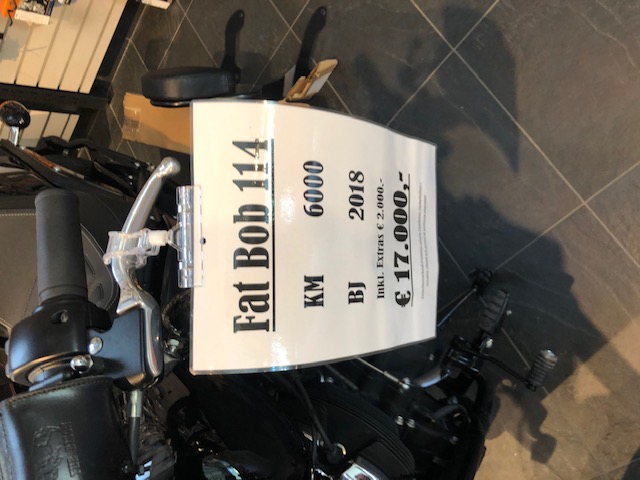 Fat Bob 114
KM 6000
BJ 2018
Inkl. Extras € 2.000.-
€ 17.000,-